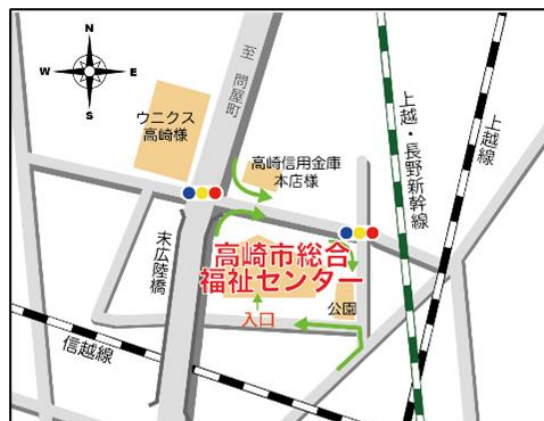 N
W E
S
至 問屋町
ウニクス
高崎様
高崎信用金庫
本店様
上越・長野新幹線
上越線
末広陸橋
高崎市総合
福祉センター
公園
入口
信越線